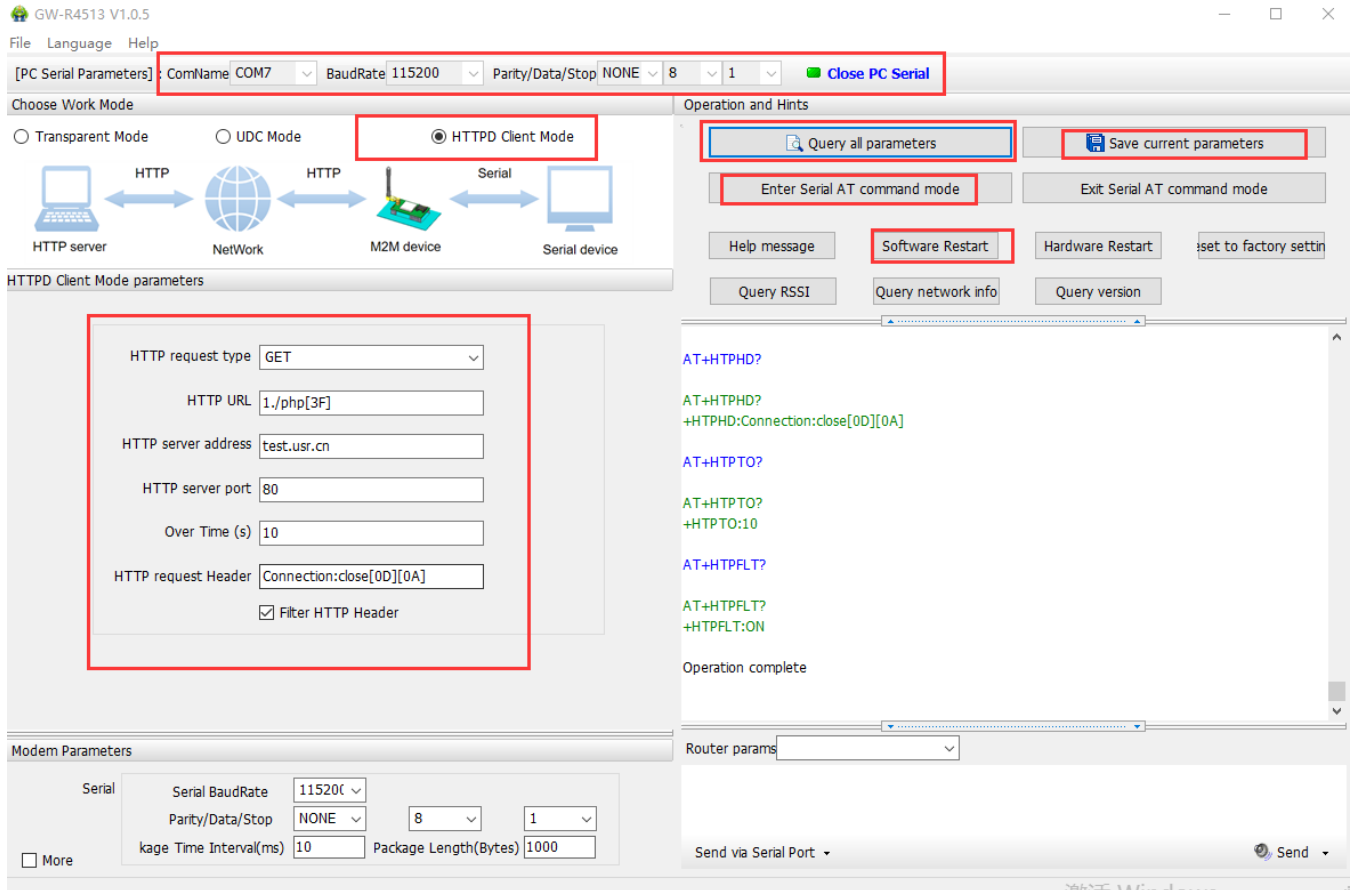 GW-R4513 V1.0.5
File Language Help
[PC Serial Parameters] : ComName COM7 BaudRate 115200 Parity/Data/Stop NONE 8 1 Close PC Serial
Choose Work Mode
Transparent Mode UDC Mode HTTPD Client Mode
HTTP HTTP Serial
HTTP server NetWork M2M device Serial device
HTTPD Client Mode parameters
HTTP request type GET
HTTP URL 1./php[3F]
HTTP server address test.usr.cn
HTTP server port 80
Over Time (s) 10
HTTP request Header Connection:close[0D][0A]
Filter HTTP Header
Modem Parameters
Serial
Serial BaudRate 115200
Parity/Data/Stop NONE 8 1
kage Time Interval(ms) 10 Package Length(Bytes) 1000
More
Operation and Hints
Query all parameters Save current parameters
Enter Serial AT command mode Exit Serial AT command mode
Help message Software Restart Hardware Restart eset to factory settin
Query RSSI Query network info Query version
AT+HTPHD?
AT+HTPHD?
+HTPHD:Connection:close[0D][0A]
AT+HTPTO?
AT+HTPTO?
+HTPTO:10
AT+HTPFLT?
AT+HTPFLT?
+HTPFLT:ON
Operation complete
Router params
Send via Serial Port Send
激活 Windows